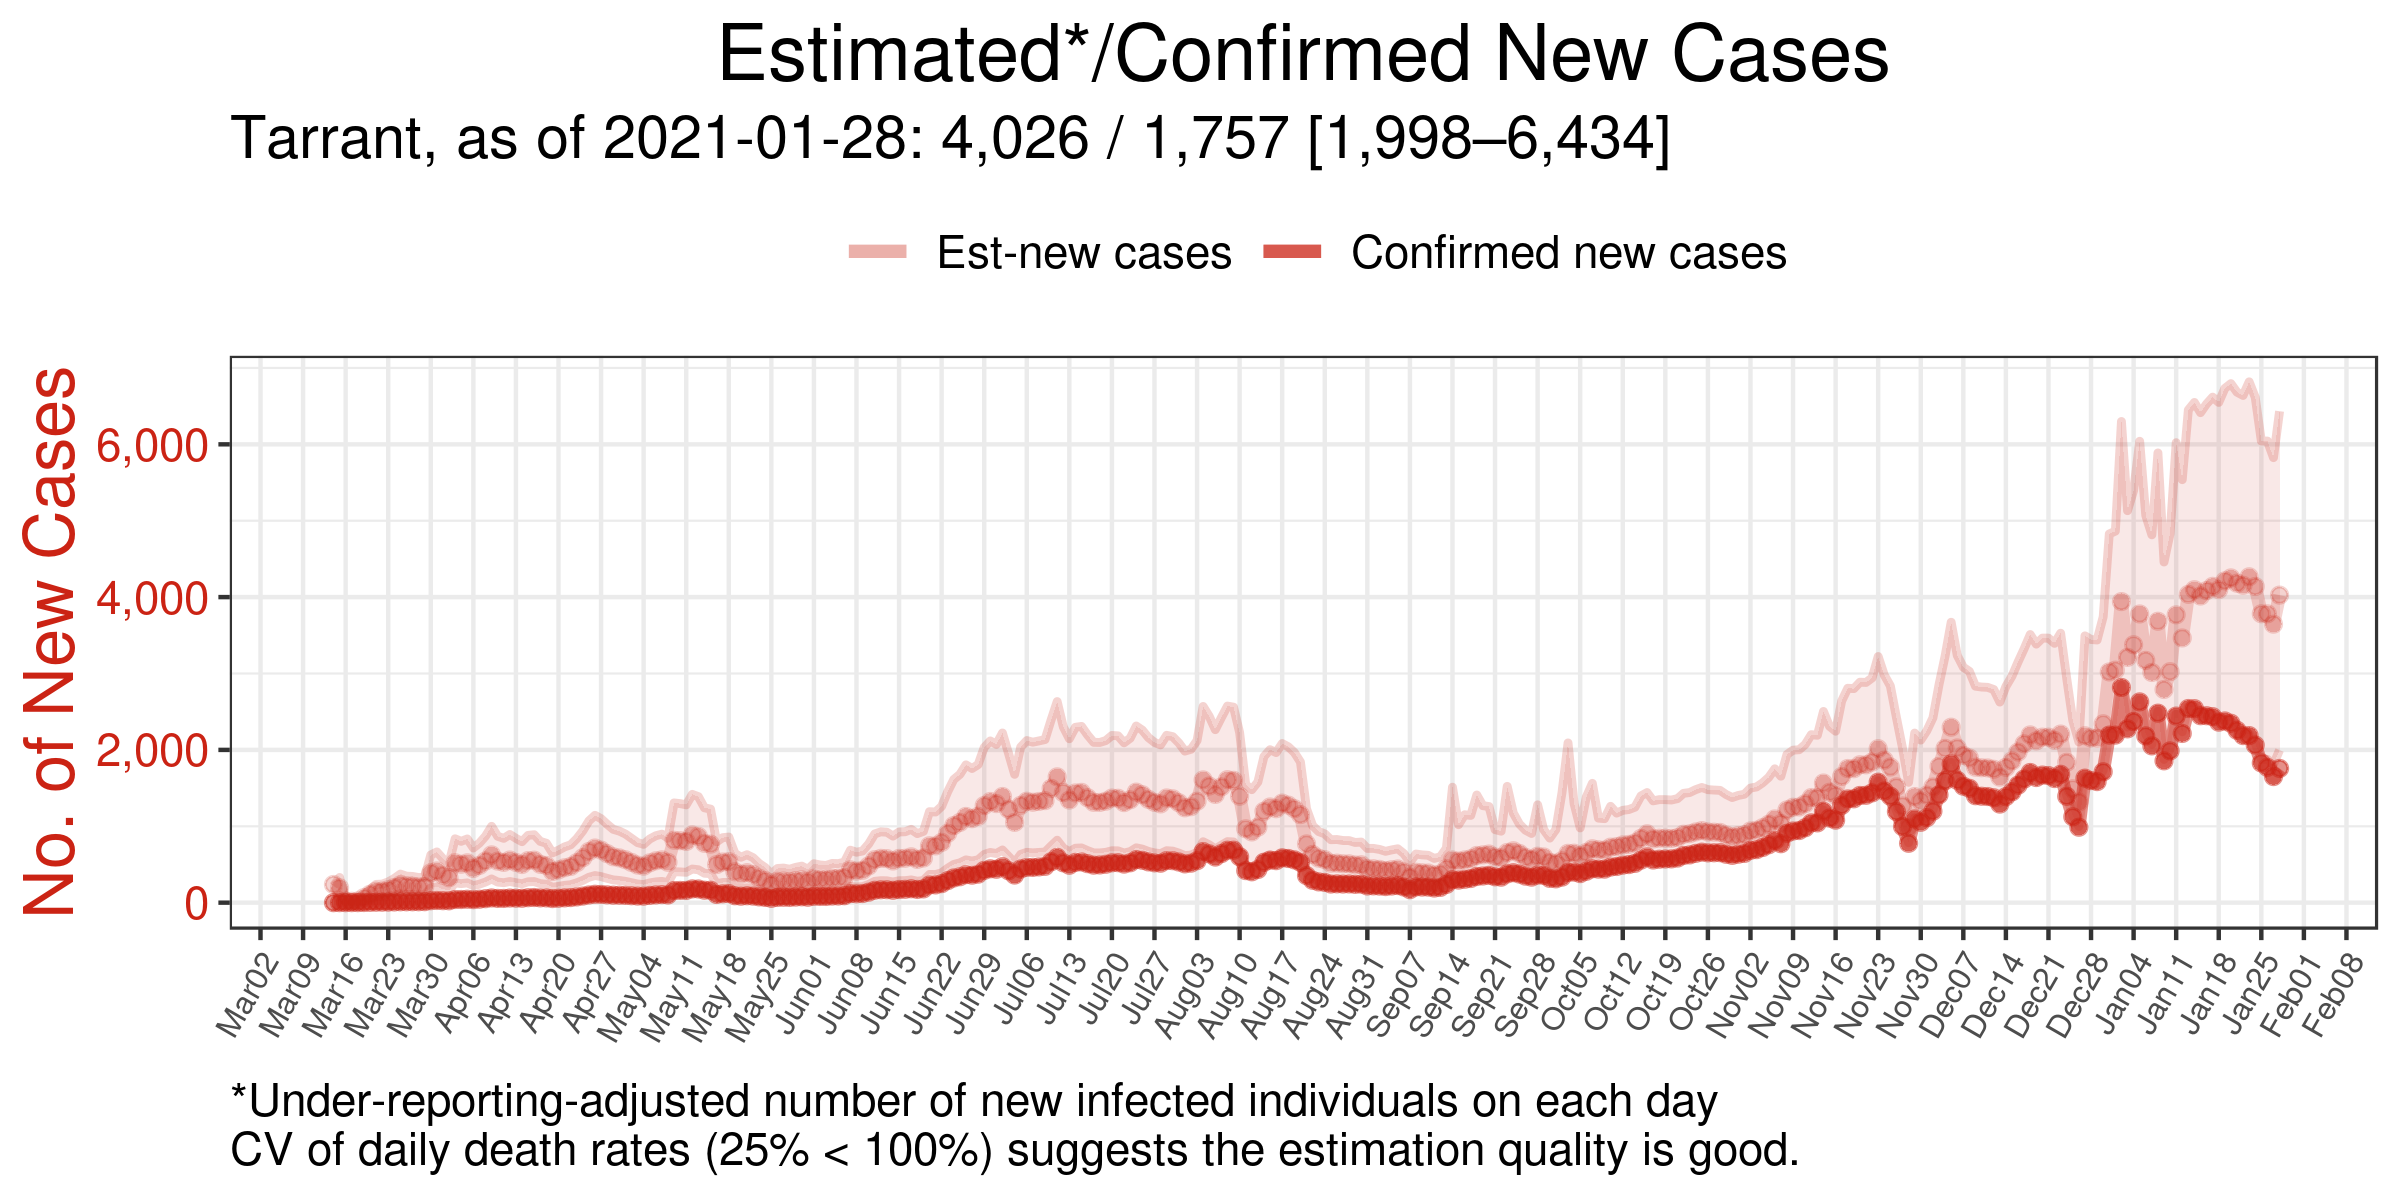 Estimated*/Confirmed New Cases
Tarrant, as of 2021-01-28: 4,026 / 1,757 [1,998–6,434]
Est-new cases Confirmed new cases
No. of New Cases
6,000
4,000
2,000
0
Mar02 Mar09 Mar16 Mar23 Mar30 Apr06 Apr13 Apr20 Apr27 May04 May11 May18 May25 Jun01 Jun08 Jun15 Jun22 Jun29 Jul06 Jul13 Jul20 Jul27 Aug03 Aug10 Aug17 Aug24 Aug31 Sep07 Sep14 Sep21 Sep28 Oct05 Oct12 Oct19 Oct26 Nov02 Nov09 Nov16 Nov23 Nov30 Dec07 Dec14 Dec21 Dec28 Jan04 Jan11 Jan18 Jan25 Feb01 Feb08
*Under-reporting-adjusted number of new infected individuals on each day
CV of daily death rates (25% < 100%) suggests the estimation quality is good.